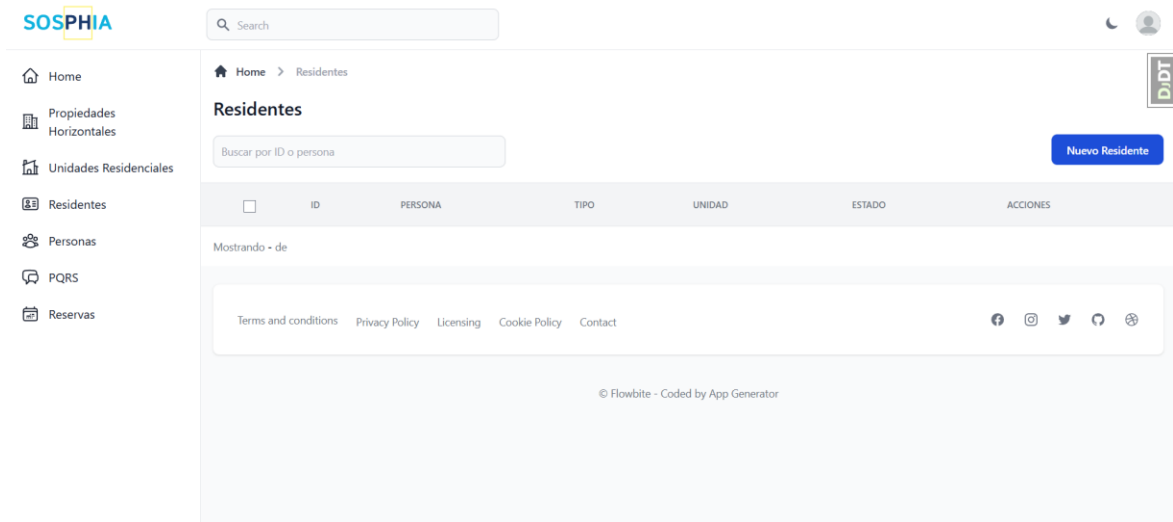 SOSPHIA
Search
Home
Propiedades
Horizontales
Unidades Residenciales
Residentes
Personas
PQRS
Reservas
Home > Residentes
DJDT
Residentes
Buscar por ID o persona
Nuevo Residente
ID PERSONA TIPO UNIDAD ESTADO ACCIONES
Mostrando - de
Terms and conditions Privacy Policy Licensing Cookie Policy Contact
© Flowbite - Coded by App Generator